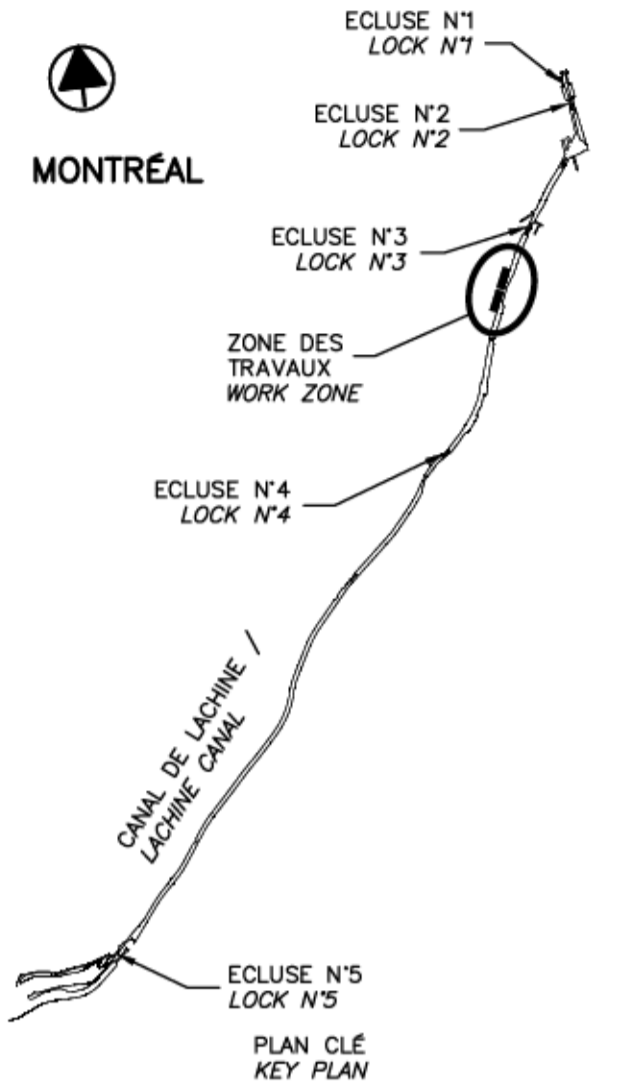 ECLUSE N°1
LOCK N°1
ECLUSE N°2
LOCK N°2
MONTRÉAL
ECLUSE N°3
LOCK N°3
ZONE DES
TRAVAUX
WORK ZONE
ECLUSE N°4
LOCK N°4
CANAL DE LACHINE /
LACHINE CANAL
ECLUSE N°5
LOCK N°5
PLAN CLÉ
KEY PLAN